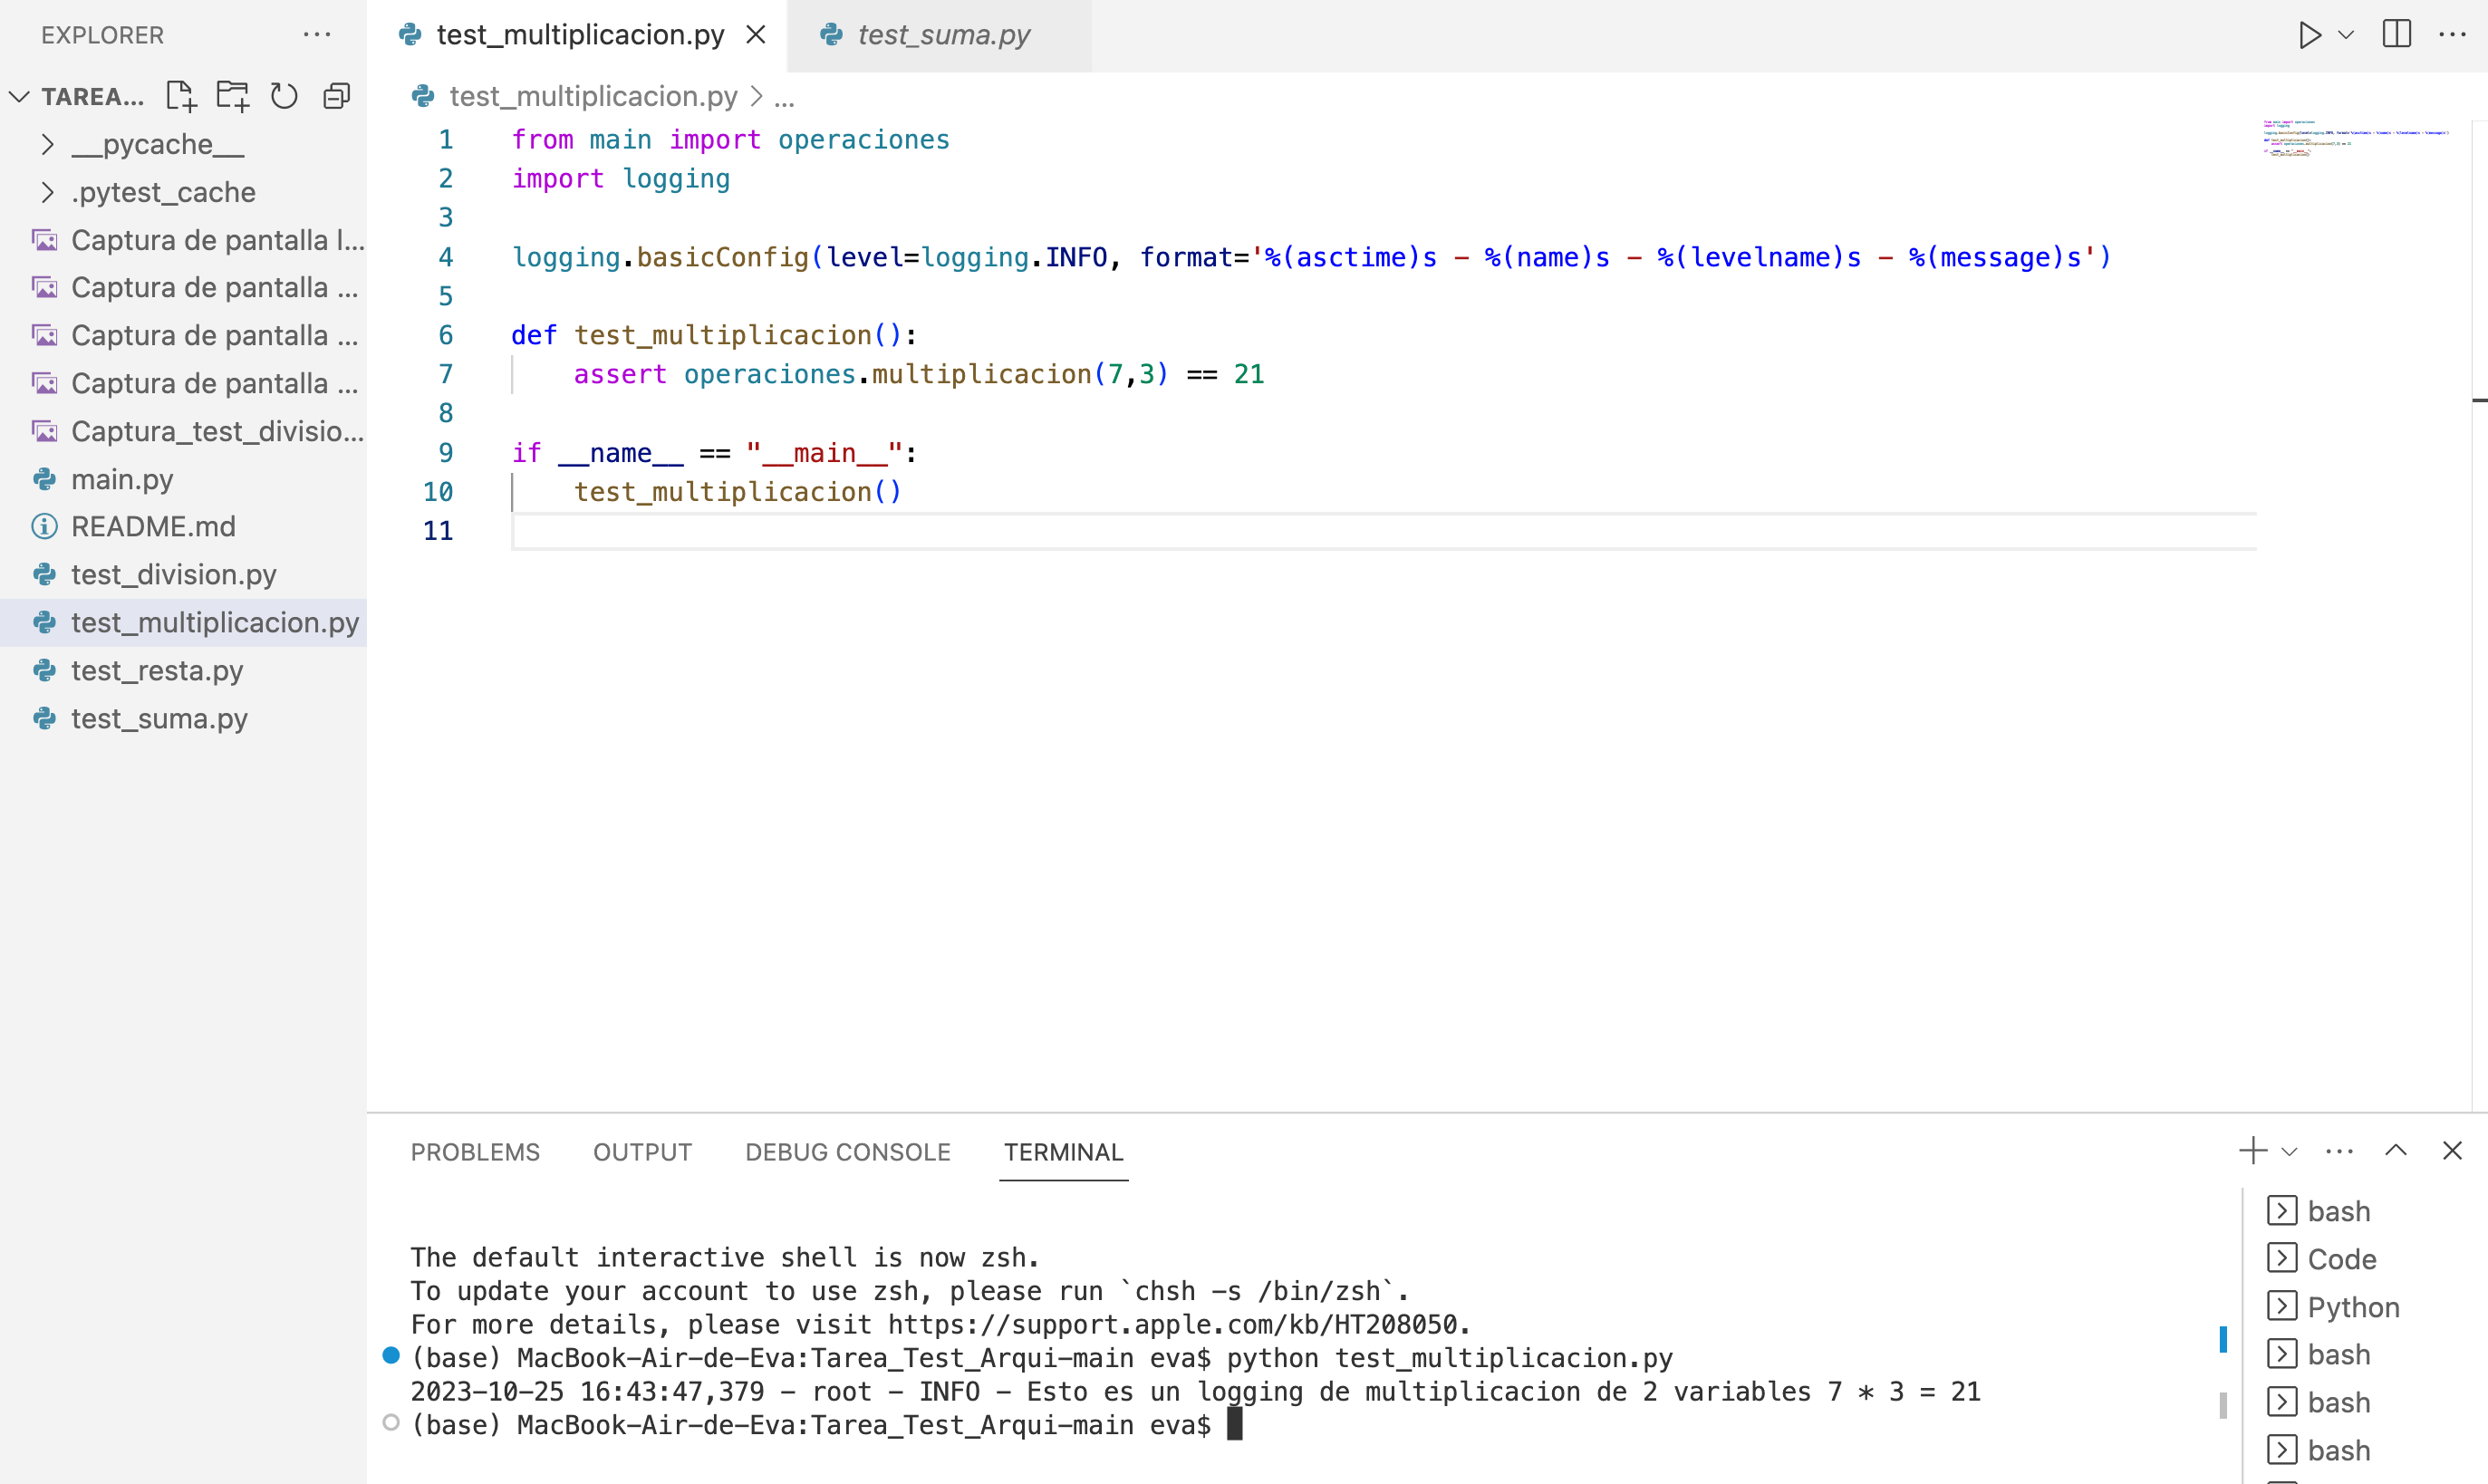 EXPLORER
TAREA...
__pycache__
.pytest_cache
Captura de pantalla l...
Captura de pantalla ...
Captura de pantalla ...
Captura de pantalla ...
Captura_test_divisio...
main.py
README.md
test_division.py
test_multiplicacion.py
test_resta.py
test_suma.py
test_multiplicacion.py
test_suma.py
test_multiplicacion.py > ...
1 from main import operaciones
2 import logging
3
4 logging.basicConfig(level=logging.INFO, format='%(asctime)s - %(name)s - %(levelname)s - %(message)s')
5
6 def test_multiplicacion():
7 assert operaciones.multiplicacion(7,3) == 21
8
9 if __name__ == "__main__":
10 test_multiplicacion()
11
PROBLEMS OUTPUT DEBUG CONSOLE TERMINAL
The default interactive shell is now zsh.
To update your account to use zsh, please run `chsh -s /bin/zsh`.
For more details, please visit https://support.apple.com/kb/HT208050.
(base) MacBook-Air-de-Eva:Tarea_Test_Arqui-main eva$ python test_multiplicacion.py
2023-10-25 16:43:47,379 - root - INFO - Esto es un logging de multiplicacion de 2 variables 7 * 3 = 21
(base) MacBook-Air-de-Eva:Tarea_Test_Arqui-main eva$
bash
Code
Python
bash
bash
bash